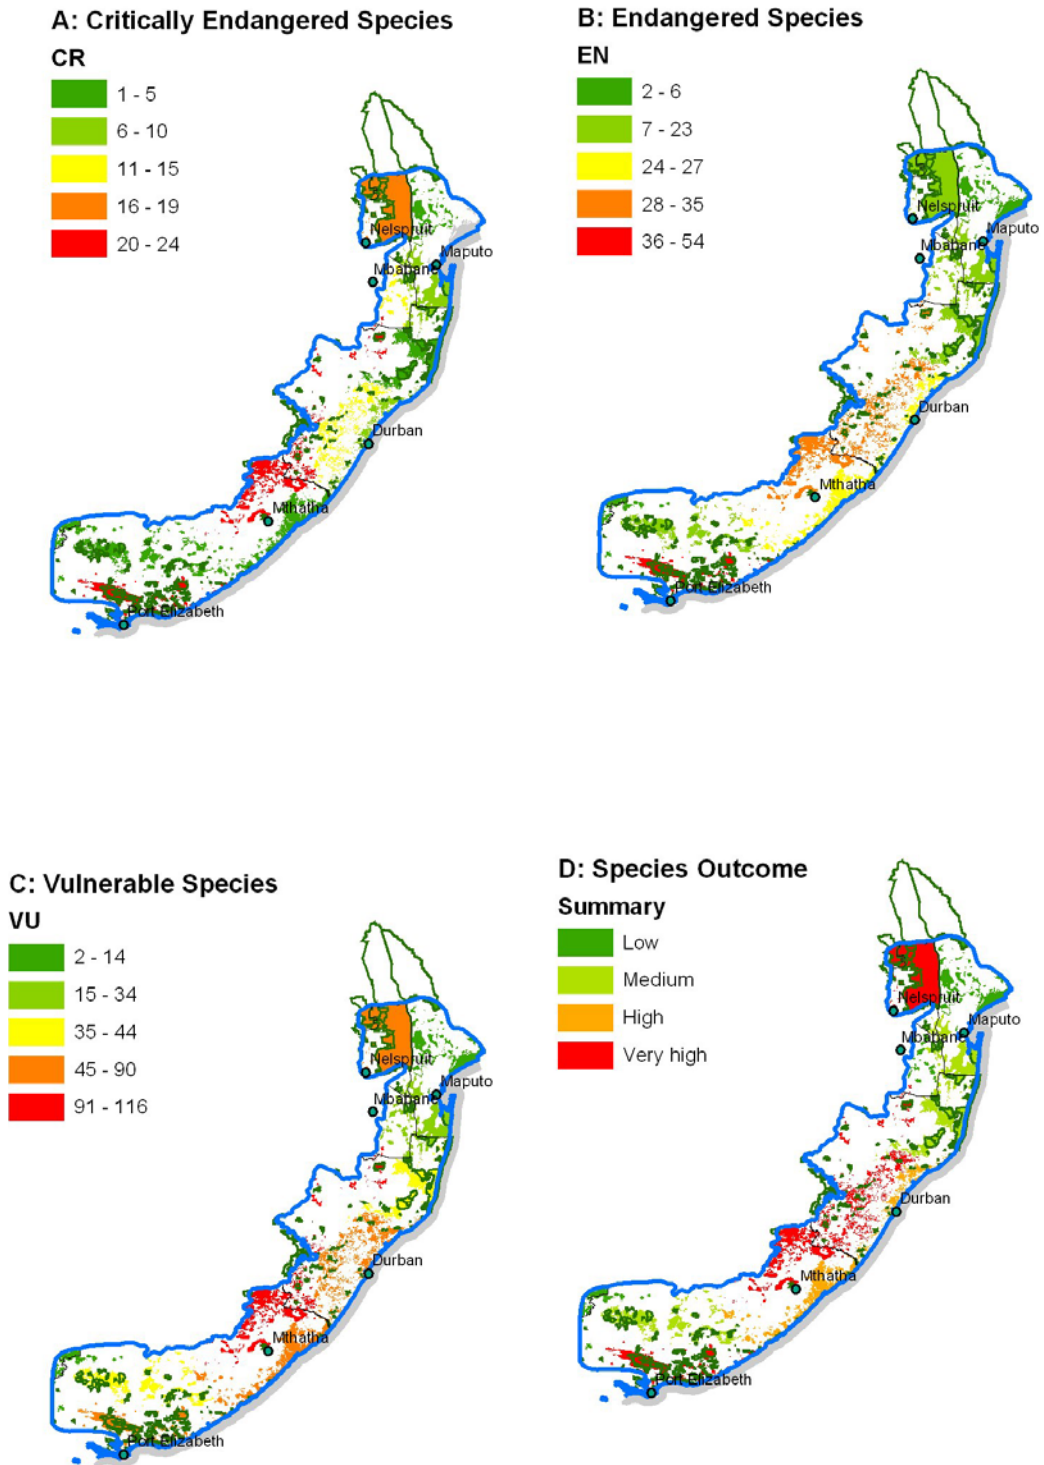 A: Critically Endangered Species
CR
1 - 5
6 - 10
11 - 15
16 - 19
20 - 24
Nelspruit
Maputo
Mbabane
Durban
Mthatha
Port Elizabeth
B: Endangered Species
EN
2 - 6
7 - 23
24 - 27
28 - 35
36 - 54
Nelspruit
Maputo
Mbabane
Durban
Mthatha
Port Elizabeth
C: Vulnerable Species
VU
2 - 14
15 - 34
35 - 44
45 - 90
91 - 116
Nelspruit
Maputo
Mbabane
Durban
Mthatha
Port Elizabeth
D: Species Outcome
Summary
Low
Medium
High
Very high
Nelspruit
Maputo
Mbabane
Durban
Mthatha
Port Elizabeth